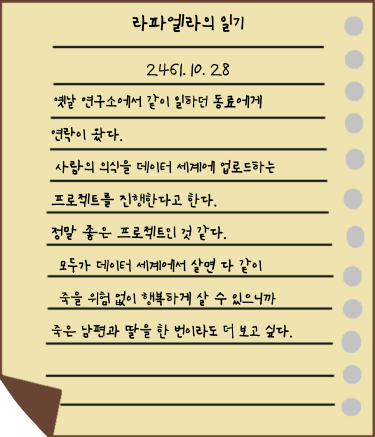 라파엘라의 일기
2461. 10. 28
옛날 연구소에서 같이 일하던 동료에게
연락이 왔다.
사람의 의식을 데이터 세계에 업로드하는
프로젝트를 진행한다고 한다.
정말 좋은 프로젝트인 것 같다.
모두가 데이터 세계에서 살면 다 같이
죽을 위험 없이 행복하게 살 수 있으니까
죽은 남편과 딸을 한 번이라도 더 보고 싶다.